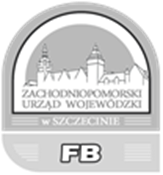 ZACHODNIOPOMORSKI
URZĄD WOJEWÓDZKI
w SZCZECINIE
FB